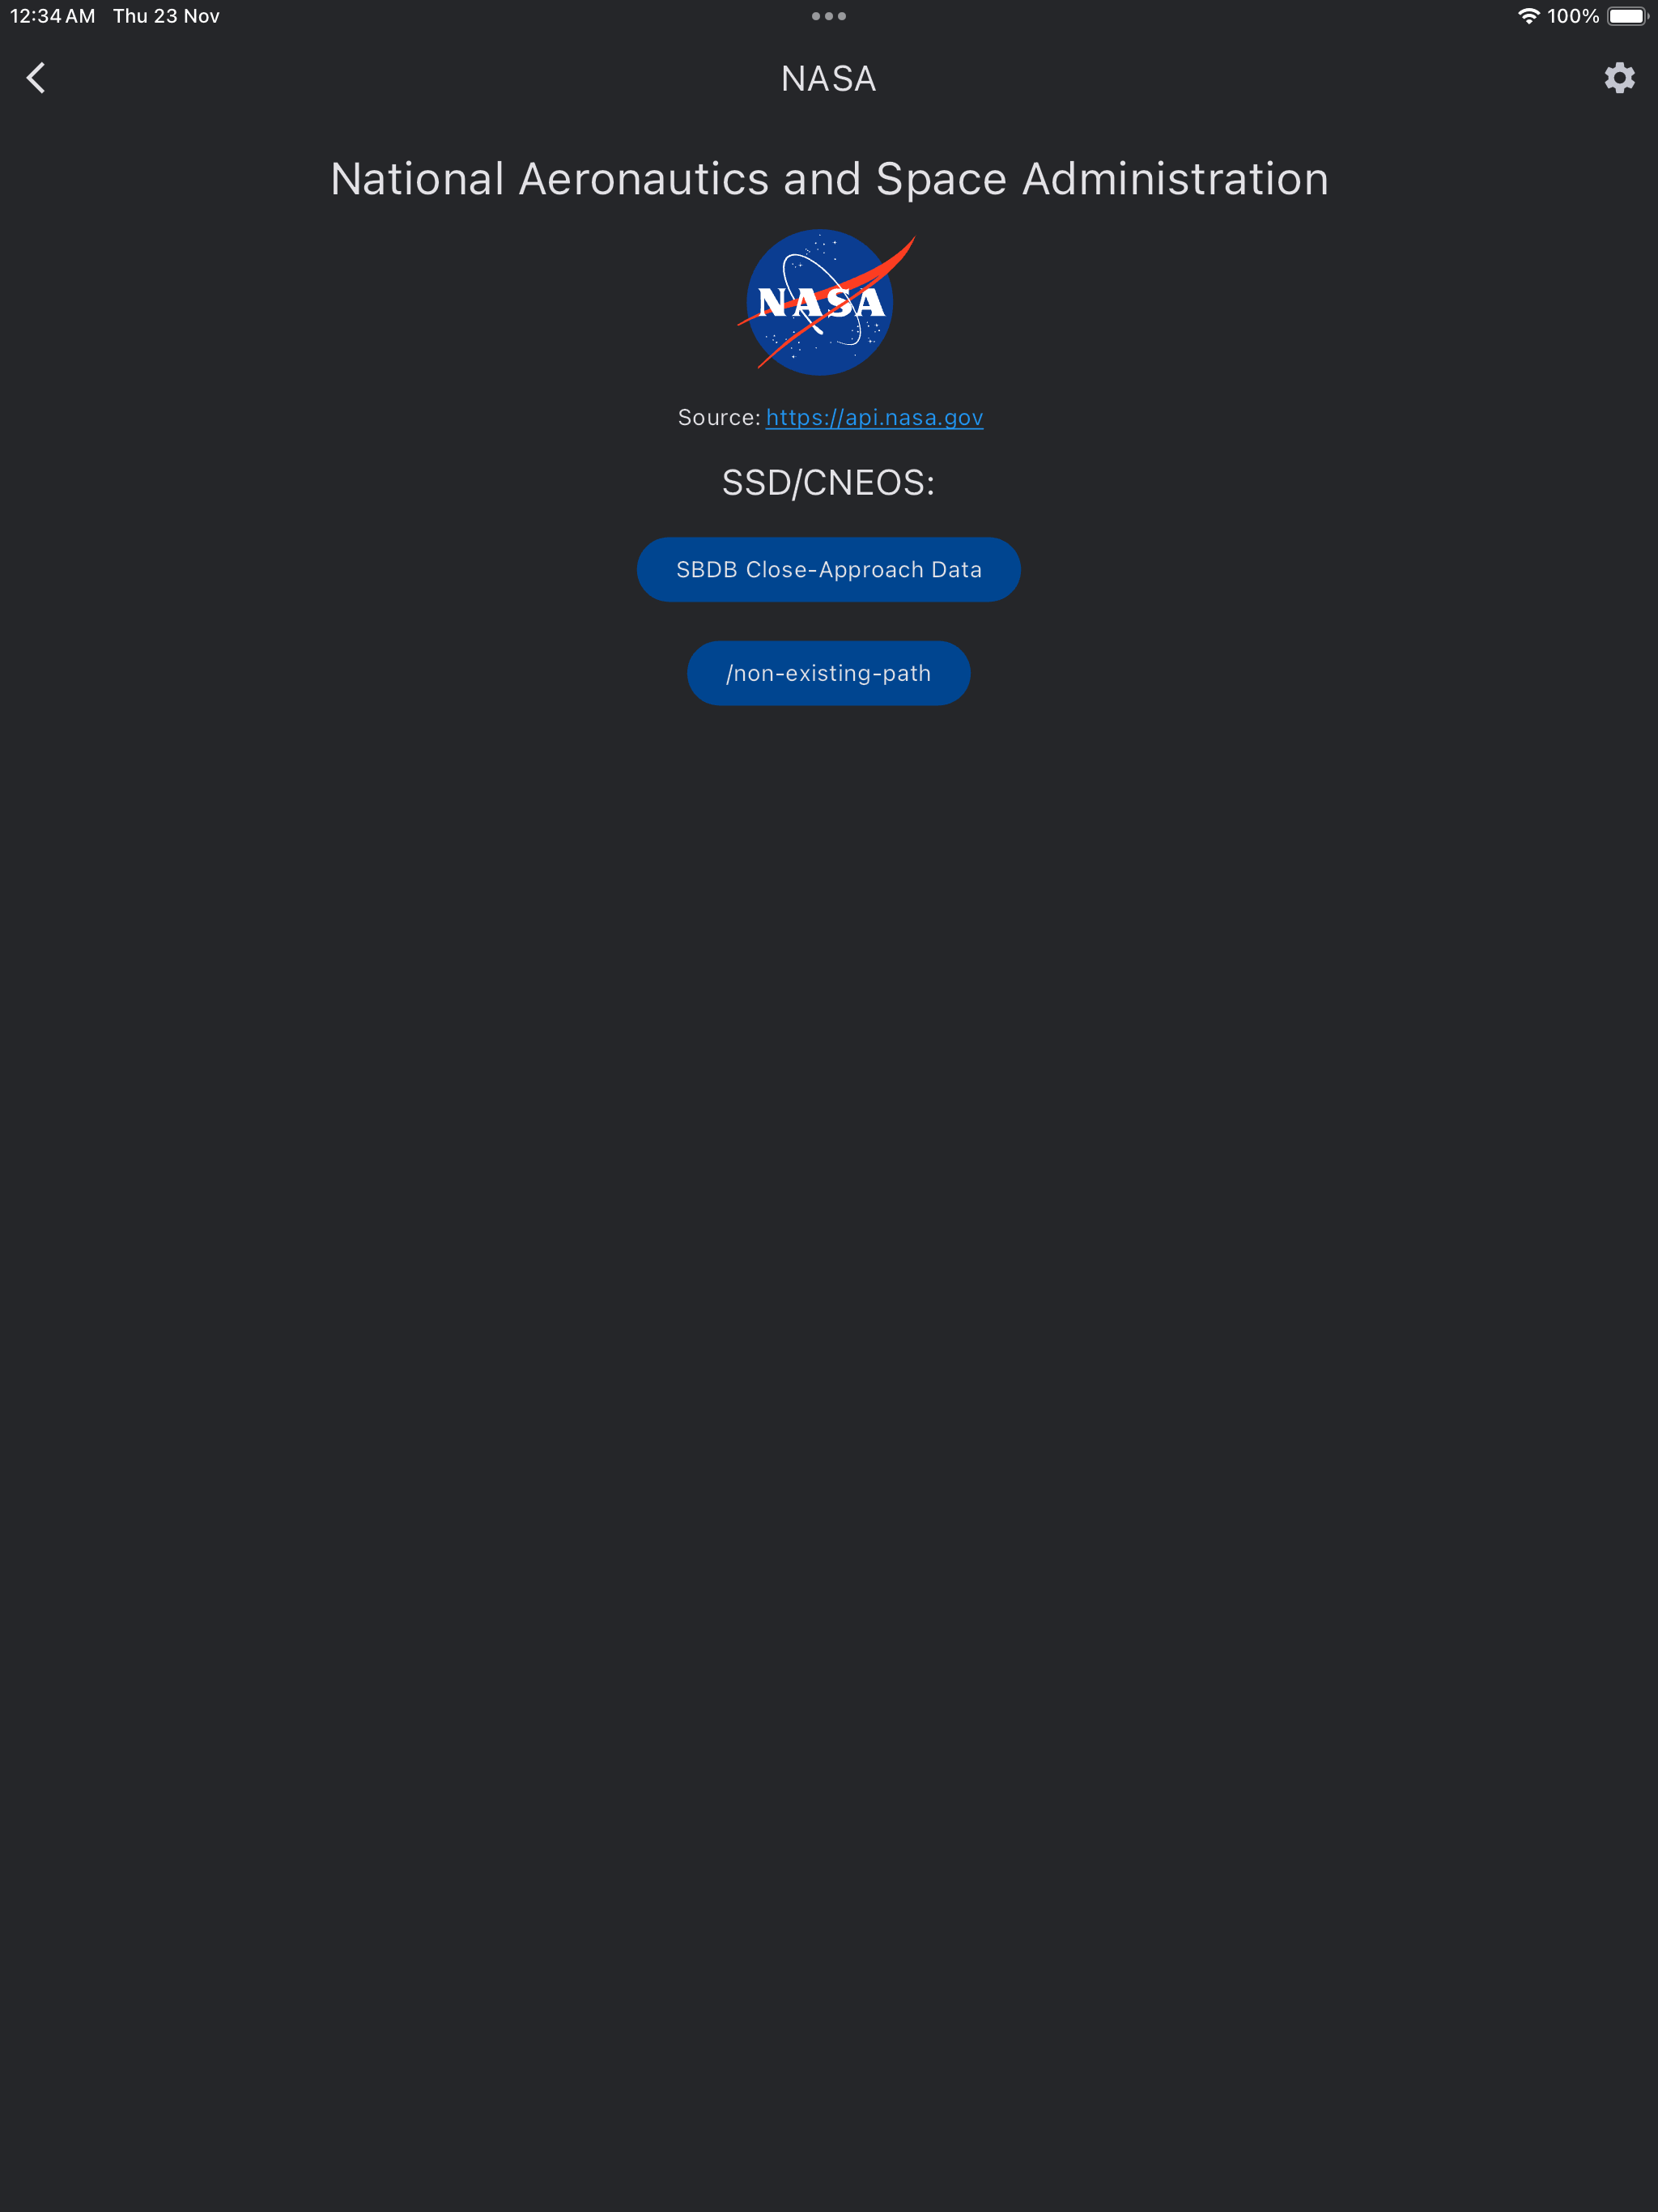 12:34 AM Thu 23 Nov
100%
NASA
National Aeronautics and Space Administration
NASA
Source: https://api.nasa.gov
SSD/CNEOS:
SBDB Close-Approach Data
/non-existing-path